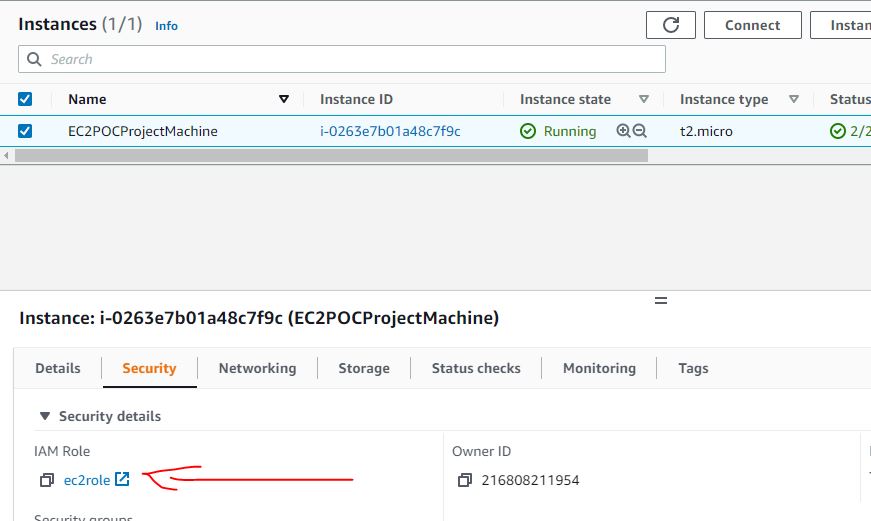 Instances (1/1) Info
Connect
Instan
Search
Name Instance ID Instance state Instance type Status
EC2POCProjectMachine i-0263e7b01a48c7f9c Running t2.micro 2/2
Instance: i-0263e7b01a48c7f9c (EC2POCProjectMachine)
Details Security Networking Storage Status checks Monitoring Tags
Security details
IAM Role Owner ID
ec2role 216808211954
Security groups